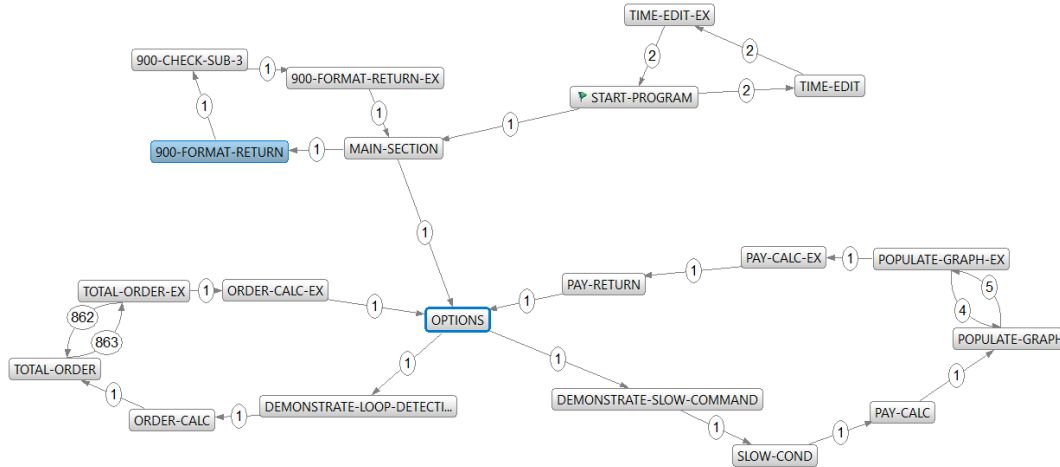 TIME-EDIT-EX
900-CHECK-SUB-3
1
900-FORMAT-RETURN-EX
2
2
TIME-EDIT
START-PROGRAM
2
1
1
1
900-FORMAT-RETURN
1
MAIN-SECTION
1
PAY-CALC-EX
1
POPULATE-GRAPH-EX
1
PAY-RETURN
1
TOTAL-ORDER-EX
1
ORDER-CALC-EX
1
OPTIONS
5
4
862
863
POPULATE-GRAPH
TOTAL-ORDER
1
1
1
1
ORDER-CALC
1
DEMONSTRATE-LOOP-DETECTI...
DEMONSTRATE-SLOW-COMMAND
PAY-CALC
1
1
SLOW-COND